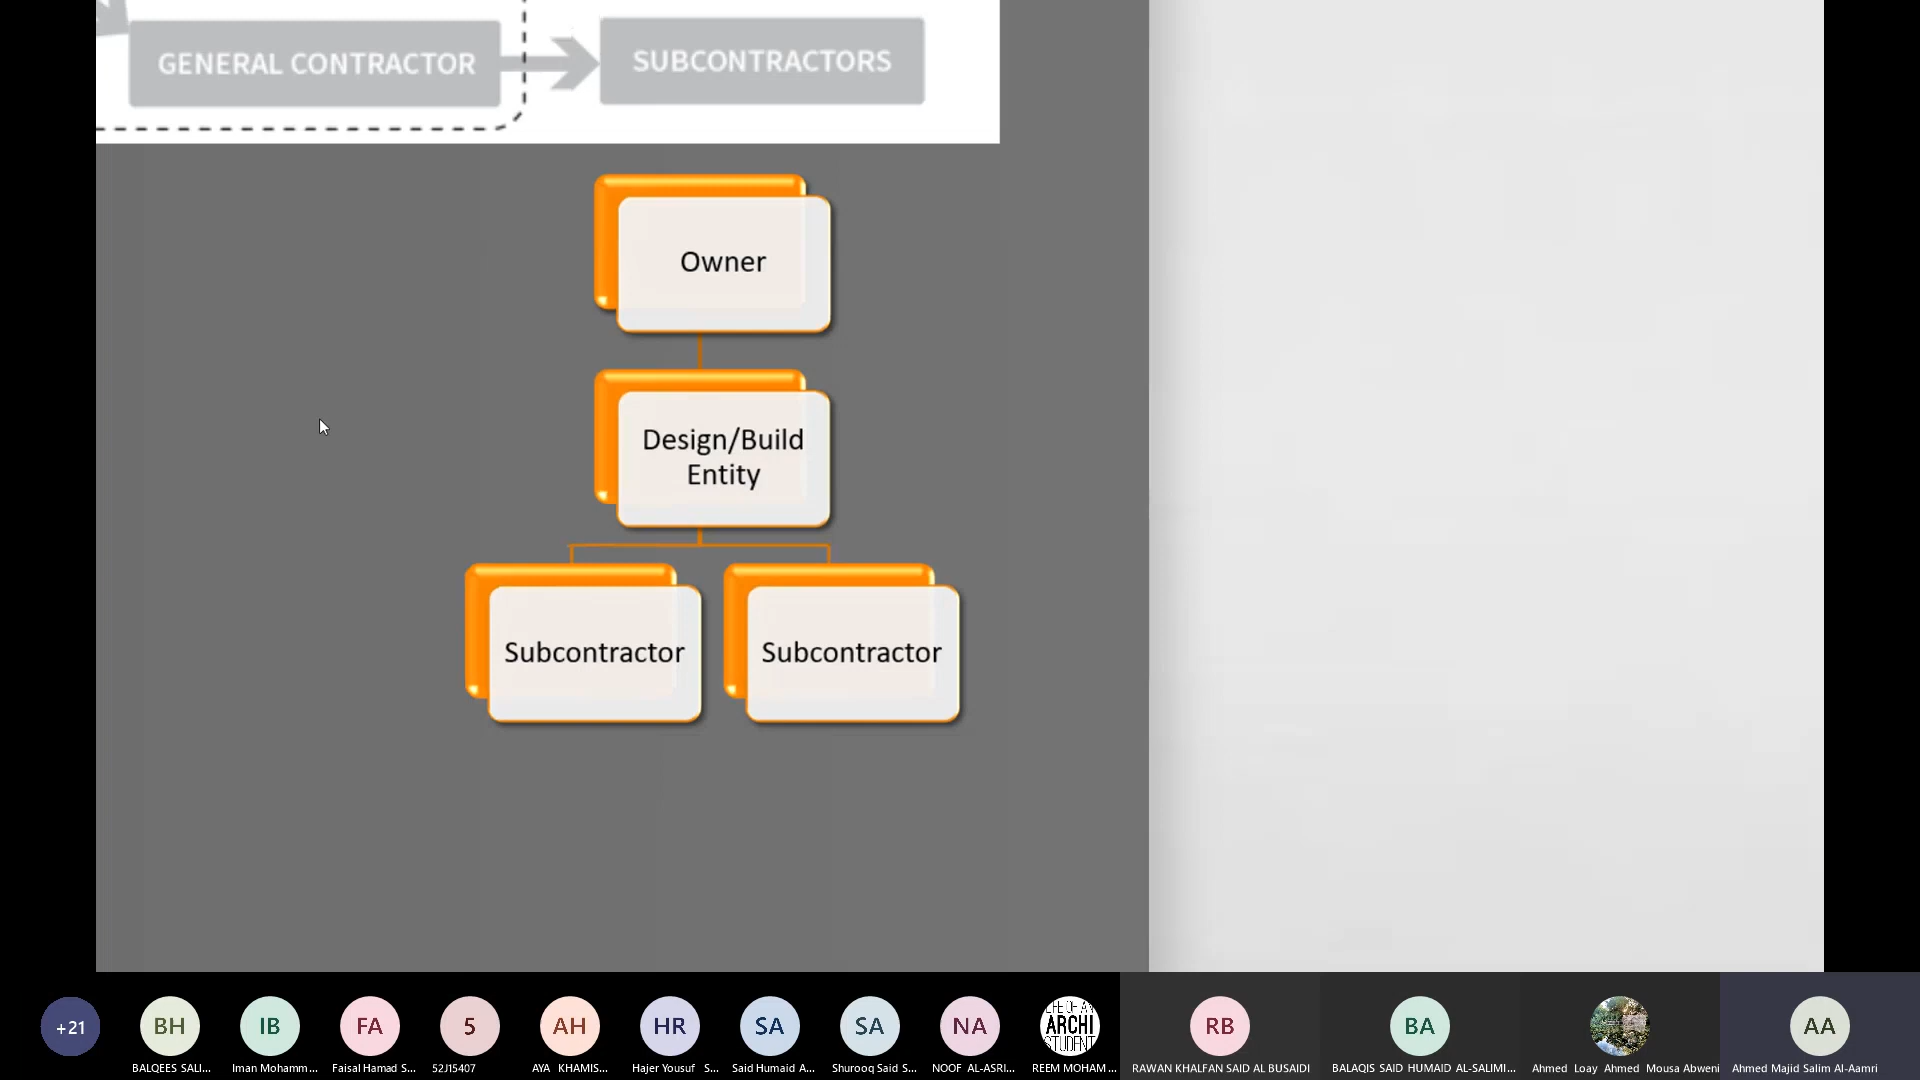 GENERAL CONTRACTOR
SUBCONTRACTORS
Owner
Design/Build
Entity
Subcontractor
Subcontractor
+21
BH
IB
FA
5
AH
HR
SA
SA
NA
ARCHI
STUDENT
RB
BA
AA
BALQEES SALI...
Iman Mohamm...
Faisal Hamad S...
52J15407
AYA KHAMIS...
Hajer Yousuf S...
Said Humaid A...
Shurooq Said S...
NOOF AL-ASRI...
REEM MOHAM...
RAWAN KHALFAN SAID AL BUSAIDI
BALAQIS SAID HUMAID AL-SALIMI...
Ahmed Loay Ahmed Mousa Abweni
Ahmed Majid Salim Al-Aamri